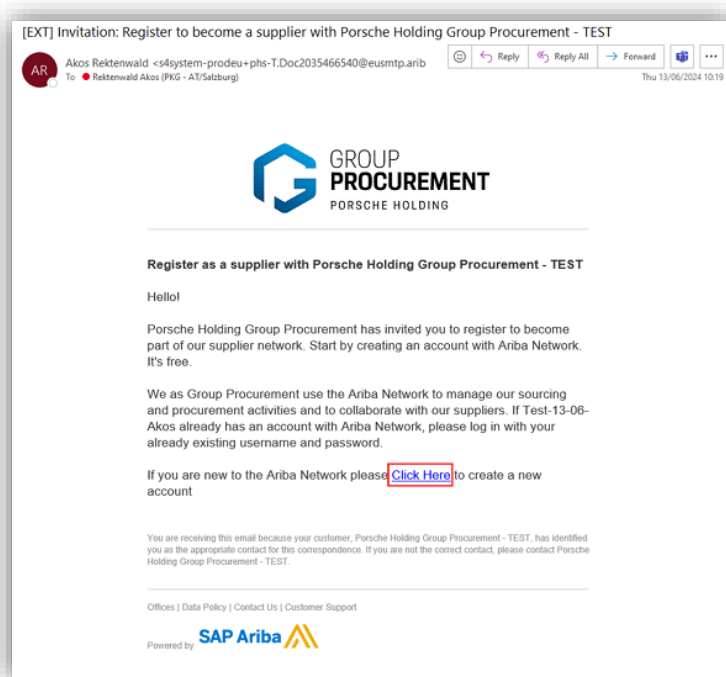 [EXT] Invitation: Register to become a supplier with Porsche Holding Group Procurement - TEST
AR
Akos Rektenwald <s4system-prodeu+phs-T.Doc2035466540@eusmtp.arib
To Rektenwald Akos (PKG - AT/Salzburg)
Reply
Reply All
Forward
Thu 13/06/2024 10:19
GROUP
PROCUREMENT
PORSCHE HOLDING
Register as a supplier with Porsche Holding Group Procurement - TEST
Hello!
Porsche Holding Group Procurement has invited you to register to become
part of our supplier network. Start by creating an account with Ariba Network.
It's free.
We as Group Procurement use the Ariba Network to manage our sourcing
and procurement activities and to collaborate with our suppliers. If Test-13-06-
Akos already has an account with Ariba Network, please log in with your
already existing username and password.
If you are new to the Ariba Network please Click Here to create a new
account
You are receiving this email because your customer, Porsche Holding Group Procurement - TEST, has identified
you as the appropriate contact for this correspondence. If you are not the correct contact, please contact Porsche
Holding Group Procurement - TEST.
Offices | Data Policy | Contact Us | Customer Support
Powered by SAP Ariba